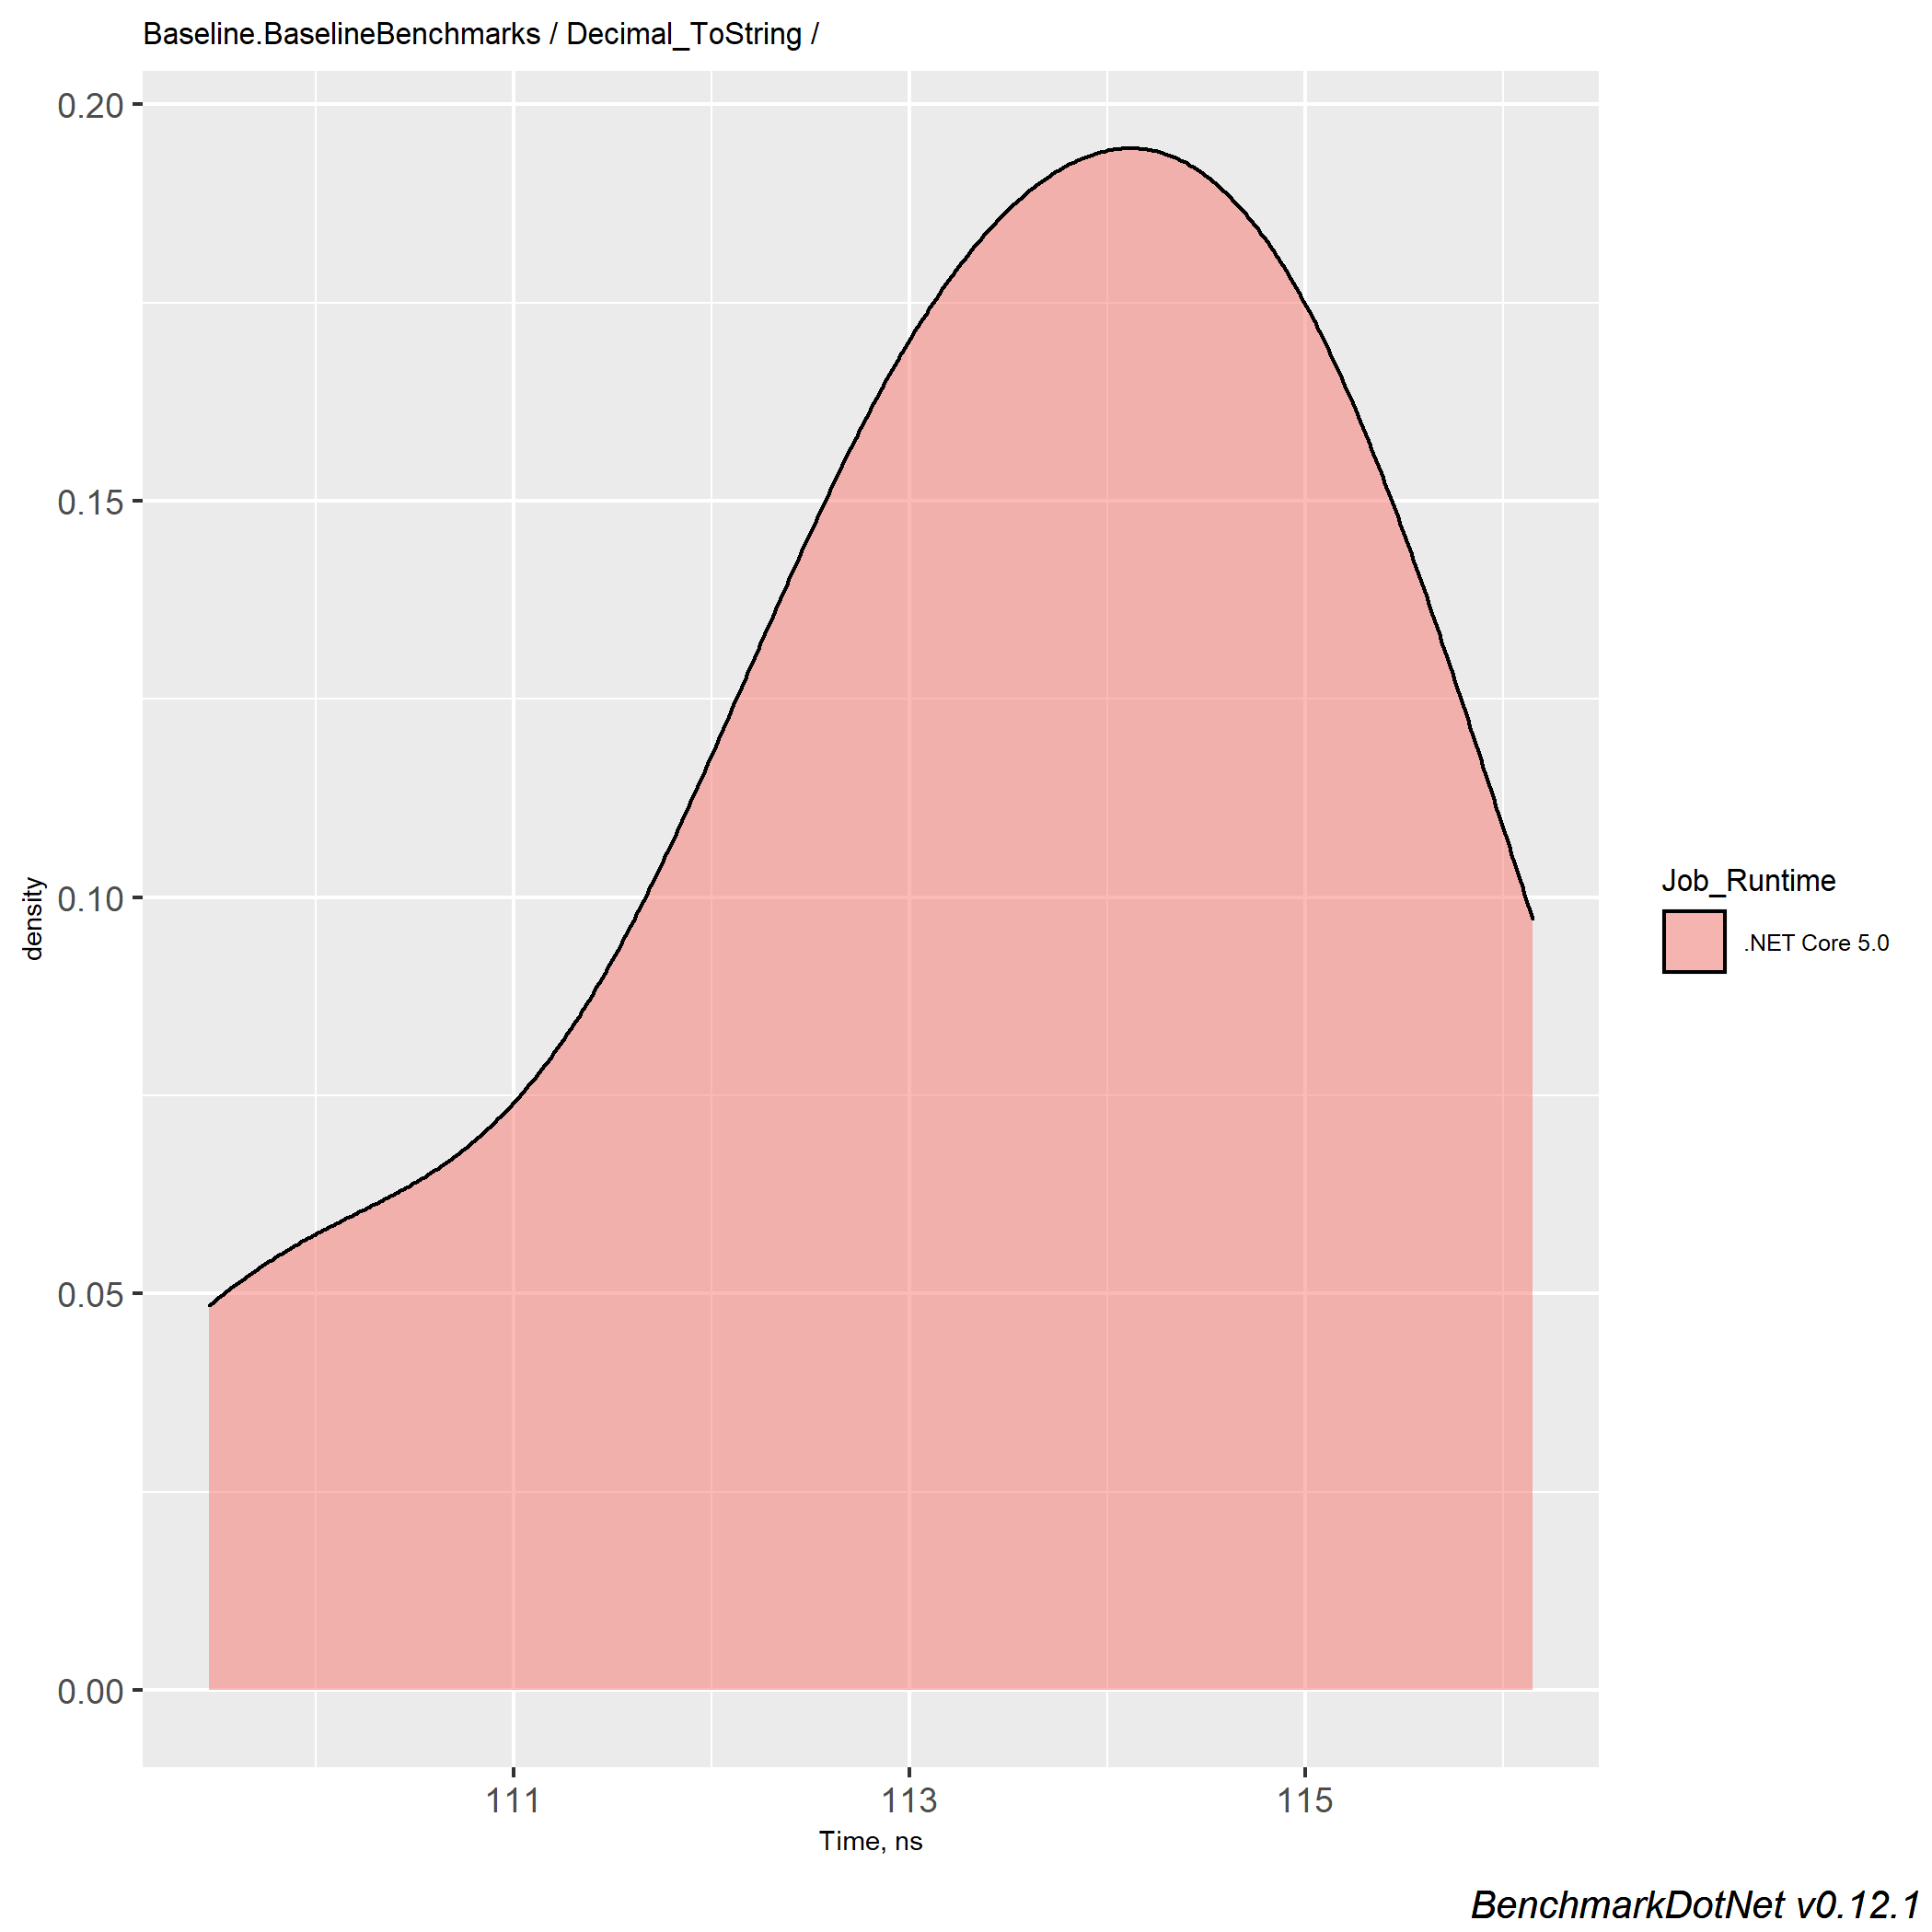 Baseline.BaselineBenchmarks / Decimal_ToString /
0.20
0.15
0.10
0.05
0.00
density
111 113 115
Time, ns
Job_Runtime
.NET Core 5.0
BenchmarkDotNet v0.12.1